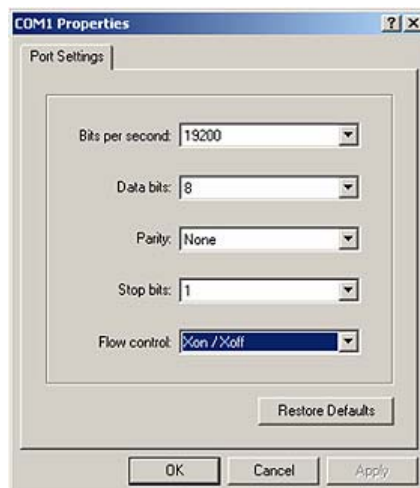 COM1 Properties
Port Settings
Bits per second: 19200
Data bits: 8
Parity: None
Stop bits: 1
Flow control: Xon / Xoff
Restore Defaults
OK Cancel Apply